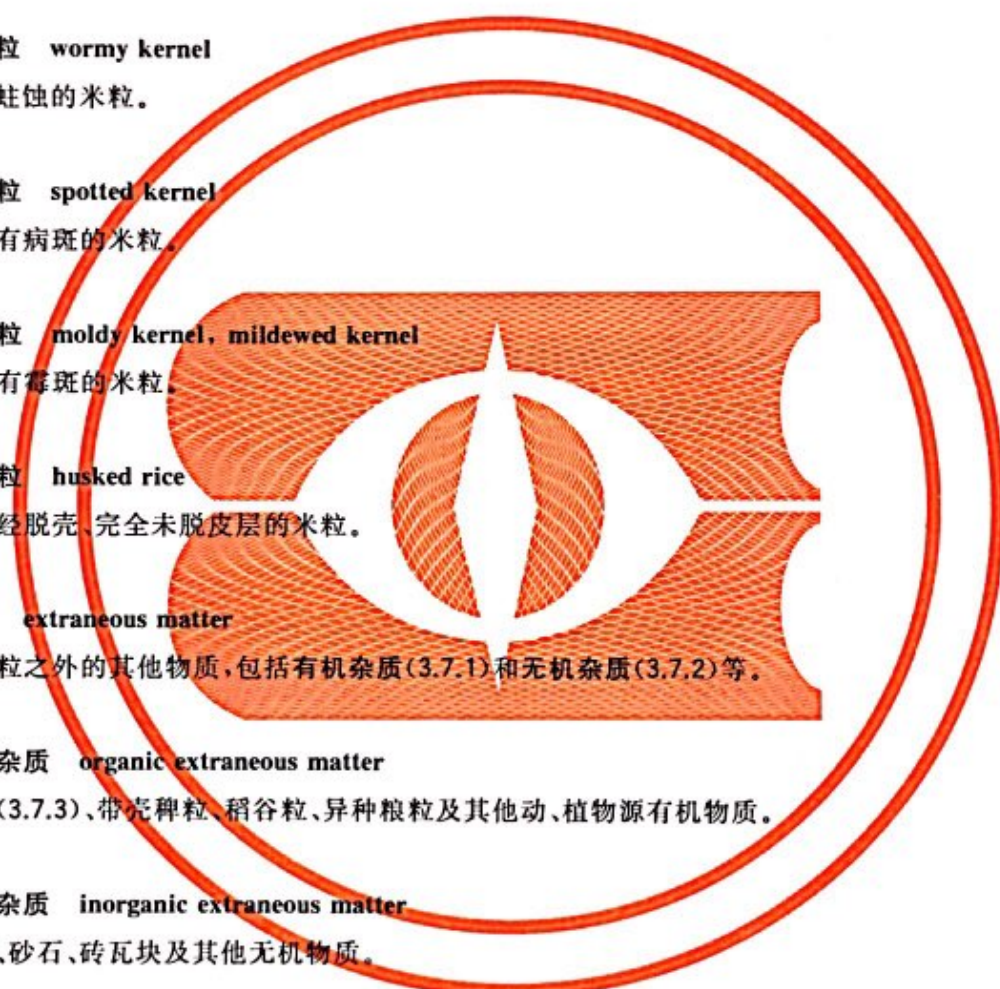 粒 wormy kernel
蛀蚀的米粒。
粒 spotted kernel
有病斑的米粒。
粒 moldy kernel, mildewed kernel
有霉斑的米粒。
粒 husked rice
经脱壳、完全未脱皮层的米粒。
extraneous matter
粒之外的其他物质,包括有机杂质(3.7.1)和无机杂质(3.7.2)等。
杂质 organic extraneous matter
(3.7.3)、带壳稗粒、稻谷粒、异种粮粒及其他动、植物源有机物质。
杂质 inorganic extraneous matter
、砂石、砖瓦块及其他无机物质。